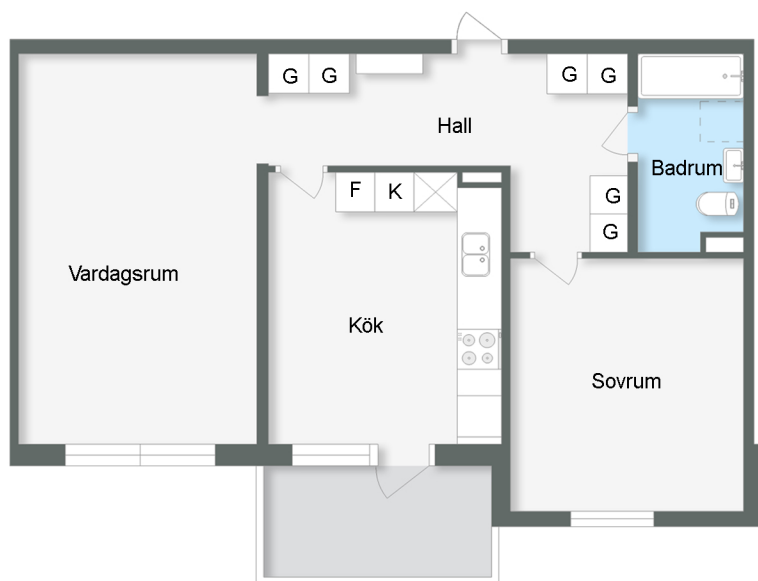 G G
G G
Hall
Badrum
F K
G
G
Vardagsrum
Kök
Sovrum